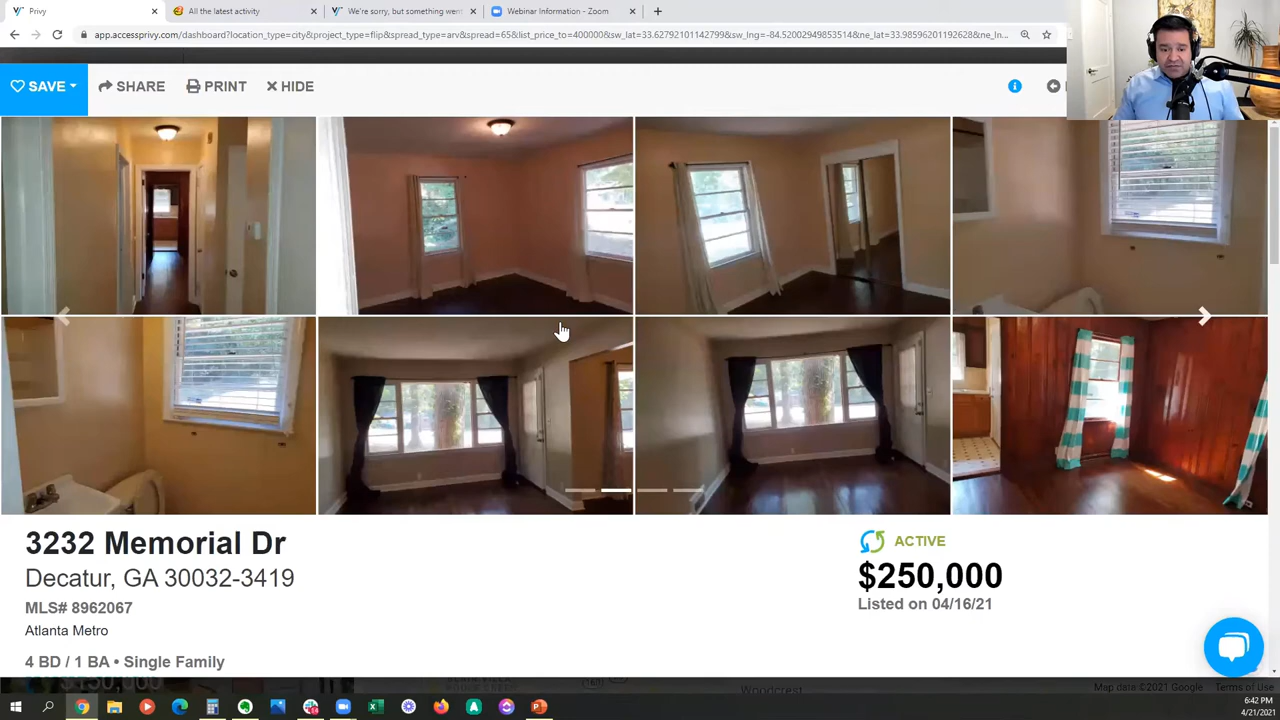 Privy
All the latest activity
We're sorry, but something went
Webinar Information - Zoom
app.accessprivy.com/dashboard?location_type=city&project_type=flip&spread_type=arv&spread=65&list_price_to=400000&sw_lat=33.62792101142799&sw_lng=-84.52002949853514&ne_lat=33.98596201192628&ne_ln...
SAVE
SHARE
PRINT
HIDE
3232 Memorial Dr
Decatur, GA 30032-3419
MLS# 8962067
Atlanta Metro
4 BD / 1 BA • Single Family
ACTIVE
$250,000
Listed on 04/16/21
Woodcrest
Map data ©2021 Google
Terms of use
6:42 PM
4/21/2021